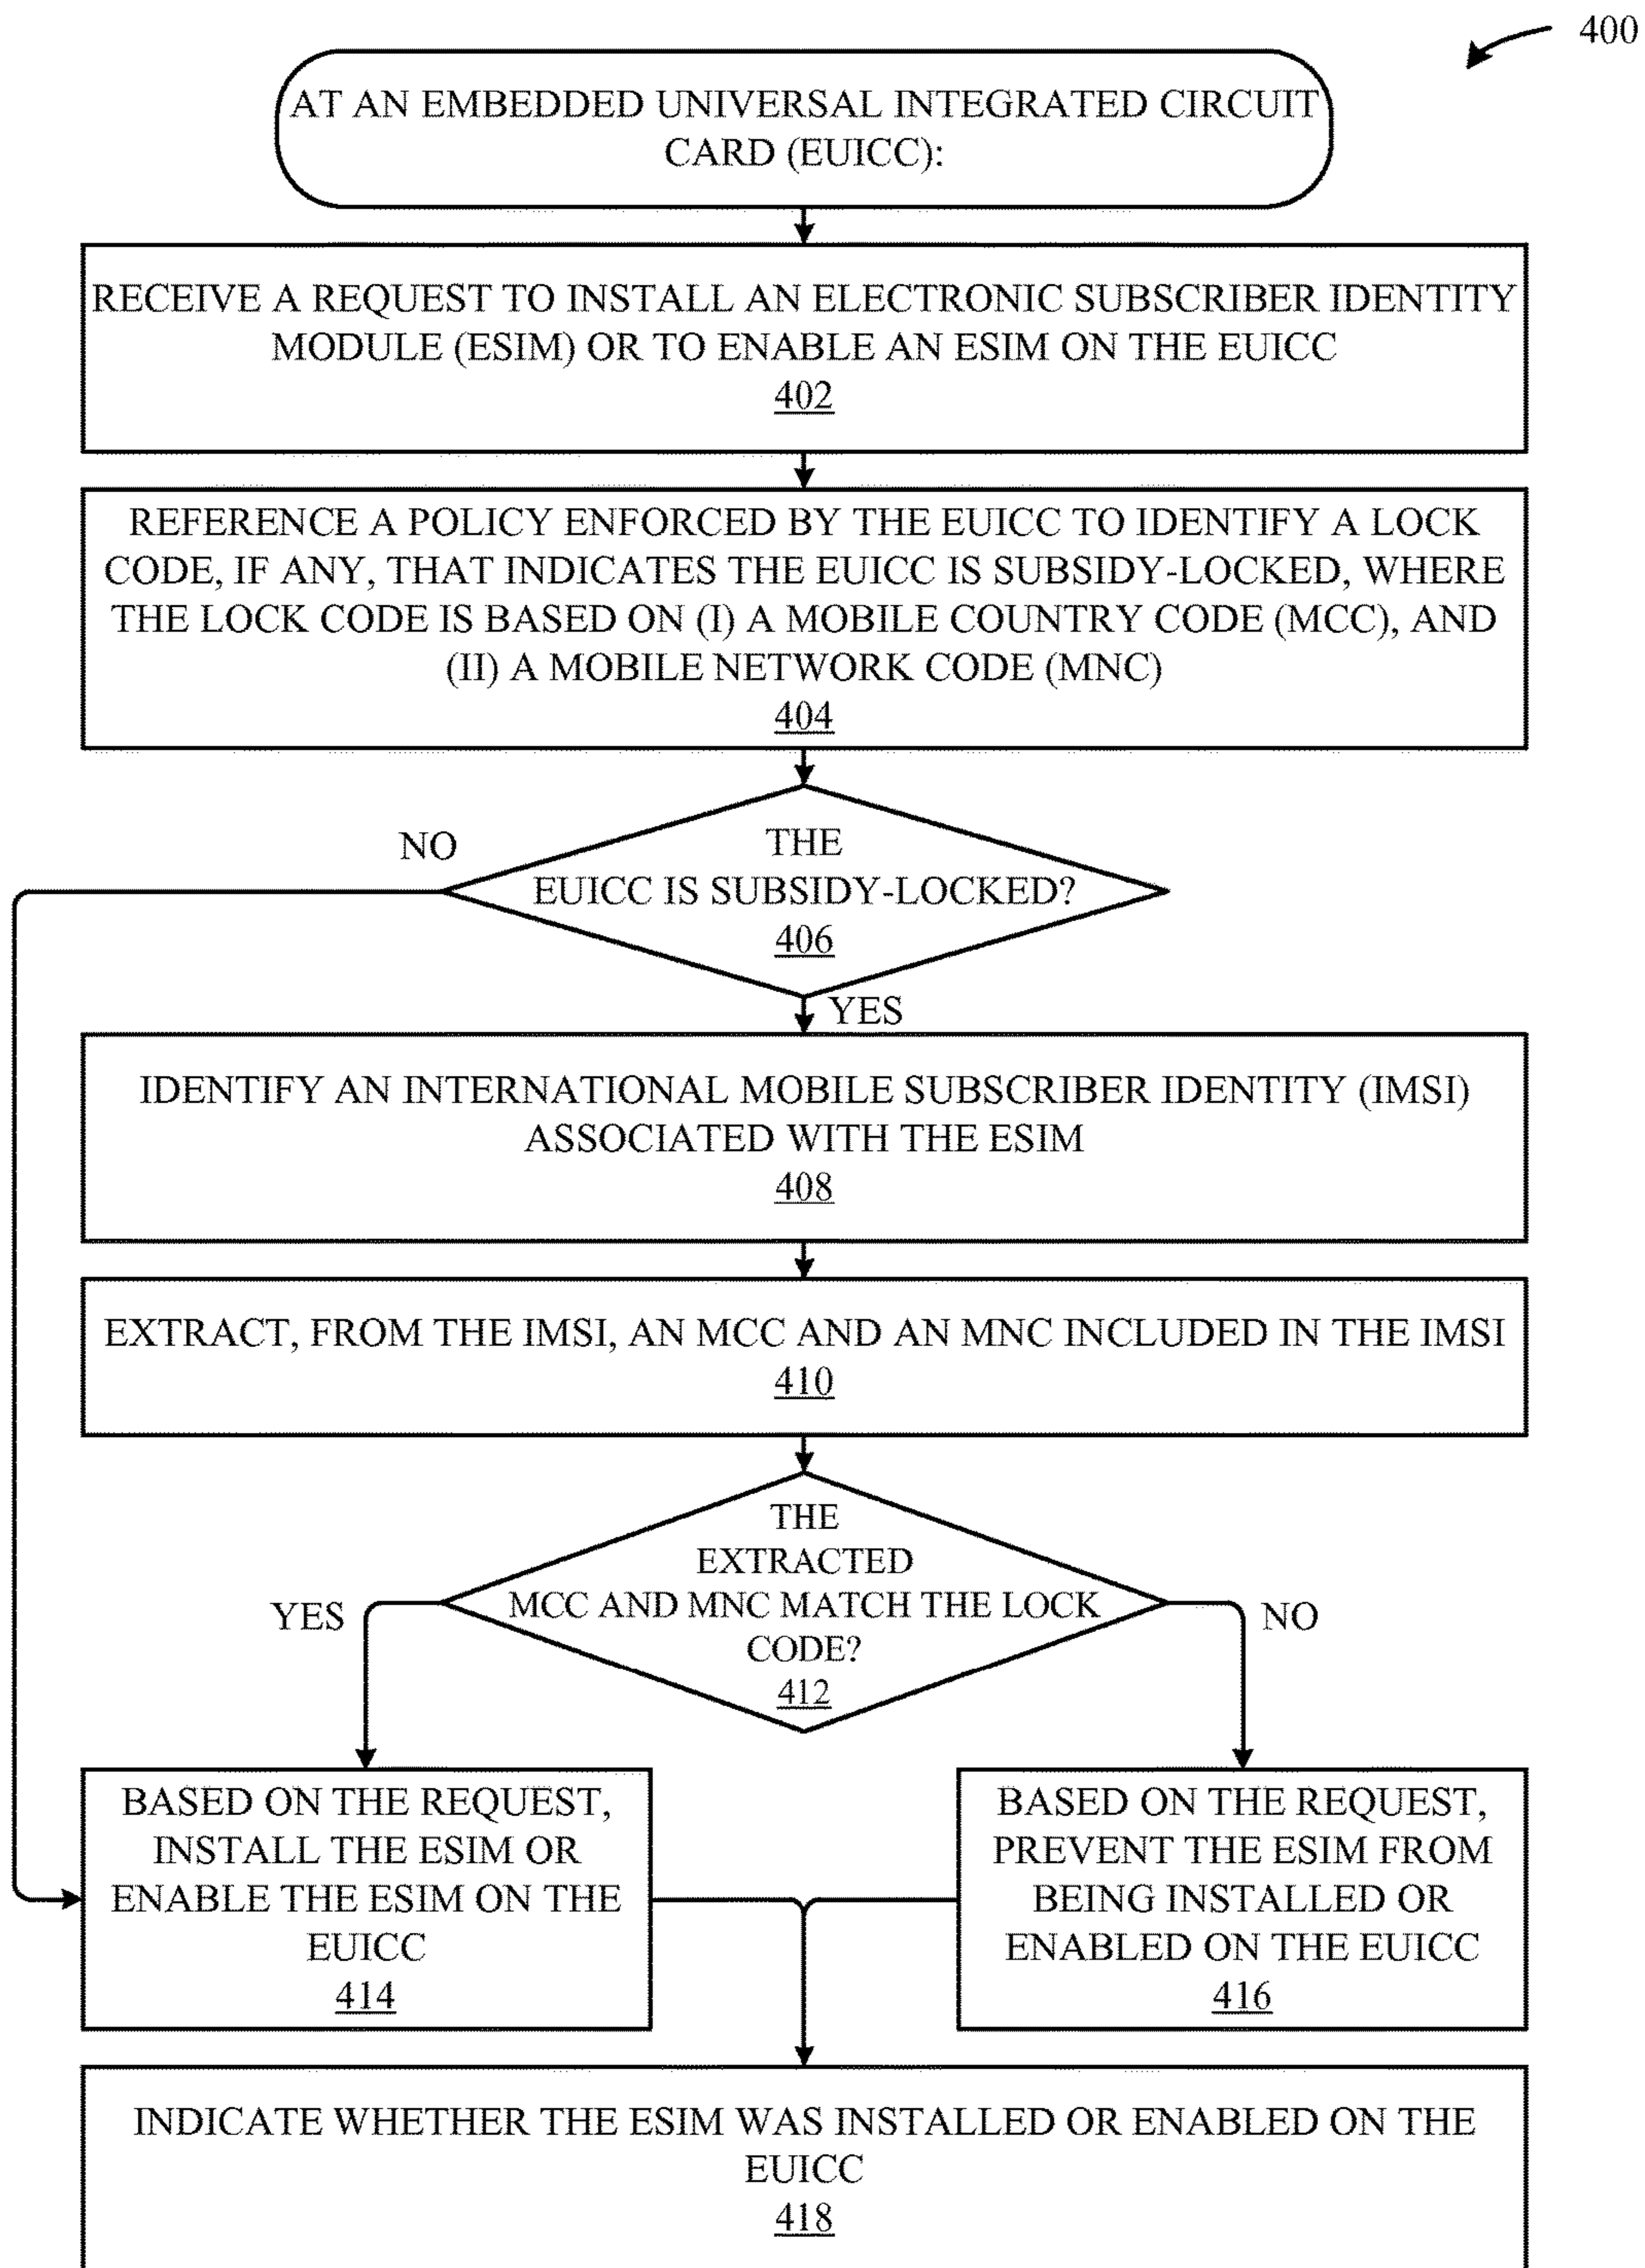 400
AT AN EMBEDDED UNIVERSAL INTEGRATED CIRCUIT
CARD (EUICC):
RECEIVE A REQUEST TO INSTALL AN ELECTRONIC SUBSCRIBER IDENTITY
MODULE (ESIM) OR TO ENABLE AN ESIM ON THE EUICC
402
REFERENCE A POLICY ENFORCED BY THE EUICC TO IDENTIFY A LOCK
CODE, IF ANY, THAT INDICATES THE EUICC IS SUBSIDY-LOCKED, WHERE
THE LOCK CODE IS BASED ON (I) A MOBILE COUNTRY CODE (MCC), AND
(II) A MOBILE NETWORK CODE (MNC)
404
NO
THE
EUICC IS SUBSIDY-LOCKED?
406
YES
IDENTIFY AN INTERNATIONAL MOBILE SUBSCRIBER IDENTITY (IMSI)
ASSOCIATED WITH THE ESIM
408
EXTRACT, FROM THE IMSI, AN MCC AND AN MNC INCLUDED IN THE IMSI
410
THE
EXTRACTED
MCC AND MNC MATCH THE LOCK
CODE?
412
YES
NO
BASED ON THE REQUEST,
INSTALL THE ESIM OR
ENABLE THE ESIM ON THE
EUICC
414
BASED ON THE REQUEST,
PREVENT THE ESIM FROM
BEING INSTALLED OR
ENABLED ON THE EUICC
416
INDICATE WHETHER THE ESIM WAS INSTALLED OR ENABLED ON THE
EUICC
418